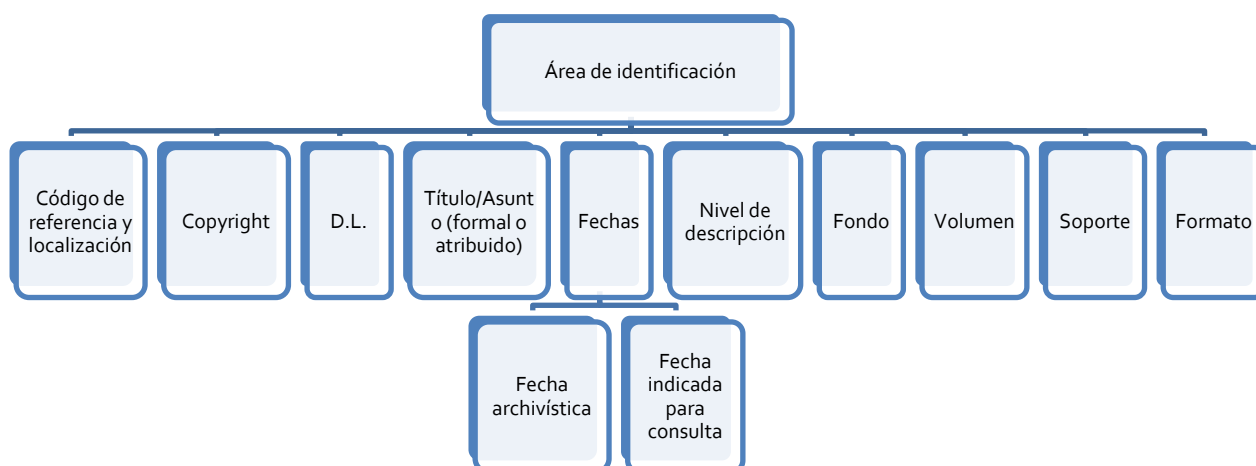 Área de identificación
Código de
referencia y
localización
Copyright
D.L.
Título/Asunt
o (formal o
atribuido)
Fechas
Nivel de
descripción
Fondo
Volumen
Soporte
Formato
Fecha
archivística
Fecha
indicada
para
consulta